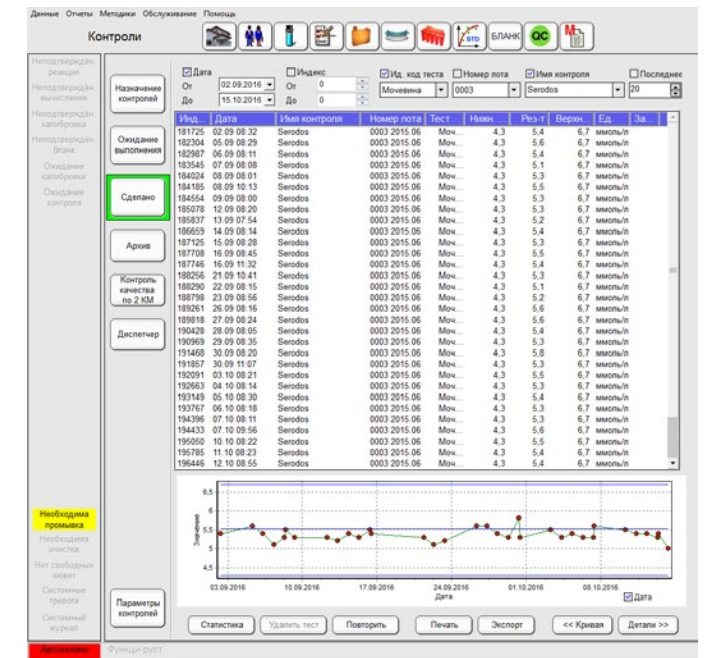 Данные Отчеты Методики Обслуживание Помощь
Контроли
STD
БЛАНК
QC
M
Неподтвержден. реакция
Неподтвержден. вычисление
Неподтвержден. калибровка
Неподтвержден. бланк
Ожидание калибровки
Ожидание контроля
Необходима промывка
Необходима очистка
Нет свободных кювет
Системные тревоги
Системный журнал
Автономно
Функци-рует
Назначение контролей
Ожидание выполнения
Сделано
Архив
Контроль качества по 2 КМ
Диспетчер
Параметры контролей
Дата Индекс Ид. код теста Номер лота Имя контроля Последнее
От 02.09.2016 От 0 Мочевина 0003 Serodos 20
До 15.10.2016 До 0
Инд... Дата Имя контроля Номер лота Тест Нижн. ... Рез-т Верхн... Ед. За...
181725 02 09 08:32 Serodos 0003 2015.06 Моч... 4,3 5,4 6,7 ммоль/л
182304 05 09 08:29 Serodos 0003 2015.06 Моч... 4,3 5,6 6,7 ммоль/л
182987 06 09 08:11 Serodos 0003 2015.06 Моч... 4,3 5,4 6,7 ммоль/л
183545 07 09 08:08 Serodos 0003 2015.06 Моч... 4,3 5,1 6,7 ммоль/л
184024 08 09 08:01 Serodos 0003 2015.06 Моч... 4,3 5,3 6,7 ммоль/л
184185 08 09 10:13 Serodos 0003 2015.06 Моч... 4,3 5,5 6,7 ммоль/л
184554 09 09 08:00 Serodos 0003 2015.06 Моч... 4,3 5,3 6,7 ммоль/л
185078 12 09 08:20 Serodos 0003 2015.06 Моч... 4,3 5,3 6,7 ммоль/л
185837 13 09 07:54 Serodos 0003 2015.06 Моч... 4,3 5,2 6,7 ммоль/л
186659 14 09 08:14 Serodos 0003 2015.06 Моч... 4,3 5,4 6,7 ммоль/л
187125 15 09 08:28 Serodos 0003 2015.06 Моч... 4,3 5,3 6,7 ммоль/л
187708 16 09 08:45 Serodos 0003 2015.06 Моч... 4,3 5,5 6,7 ммоль/л
187746 16 09 11:32 Serodos 0003 2015.06 Моч... 4,3 5,4 6,7 ммоль/л
188256 21 09 10:41 Serodos 0003 2015.06 Моч... 4,3 5,3 6,7 ммоль/л
188290 22 09 08:15 Serodos 0003 2015.06 Моч... 4,3 5,1 6,7 ммоль/л
188798 23 09 08:56 Serodos 0003 2015.06 Моч... 4,3 5,2 6,7 ммоль/л
189261 26 09 08:16 Serodos 0003 2015.06 Моч... 4,3 5,6 6,7 ммоль/л
189818 27 09 08:24 Serodos 0003 2015.06 Моч... 4,3 5,6 6,7 ммоль/л
190428 28 09 08:05 Serodos 0003 2015.06 Моч... 4,3 5,4 6,7 ммоль/л
190969 29 09 08:35 Serodos 0003 2015.06 Моч... 4,3 5,3 6,7 ммоль/л
191468 30 09 08:20 Serodos 0003 2015.06 Моч... 4,3 5,8 6,7 ммоль/л
191857 30 09 11:07 Serodos 0003 2015.06 Моч... 4,3 5,3 6,7 ммоль/л
192091 03 10 08:21 Serodos 0003 2015.06 Моч... 4,3 5,5 6,7 ммоль/л
192663 04 10 08:14 Serodos 0003 2015.06 Моч... 4,3 5,3 6,7 ммоль/л
193149 05 10 08:30 Serodos 0003 2015.06 Моч... 4,3 5,4 6,7 ммоль/л
193767 06 10 08:18 Serodos 0003 2015.06 Моч... 4,3 5,3 6,7 ммоль/л
194396 07 10 08:11 Serodos 0003 2015.06 Моч... 4,3 5,3 6,7 ммоль/л
194433 07 10 09:56 Serodos 0003 2015.06 Моч... 4,3 5,6 6,7 ммоль/л
195050 10 10 08:22 Serodos 0003 2015.06 Моч... 4,3 5,5 6,7 ммоль/л
195785 11 10 08:23 Serodos 0003 2015.06 Моч... 4,3 5,4 6,7 ммоль/л
196446 12 10 08:55 Serodos 0003 2015.06 Моч... 4,3 5,4 6,7 ммоль/л
Значение
6,5
6
5,5
5
4,5
03.09.2016 10.09.2016 17.09.2016 24.09.2016 01.10.2016 08.10.2016
Дата
Дата
Статистика Удалить тест Повторить Печать Экспорт << Кривая Детали >>